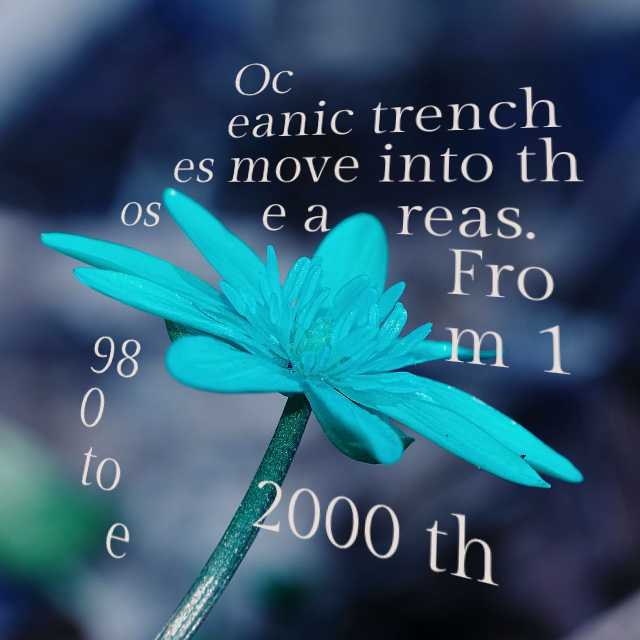 Oc
eanic trench
es move into th
os e a reas.
Fro
m 1
98
0
to
2000 th
e